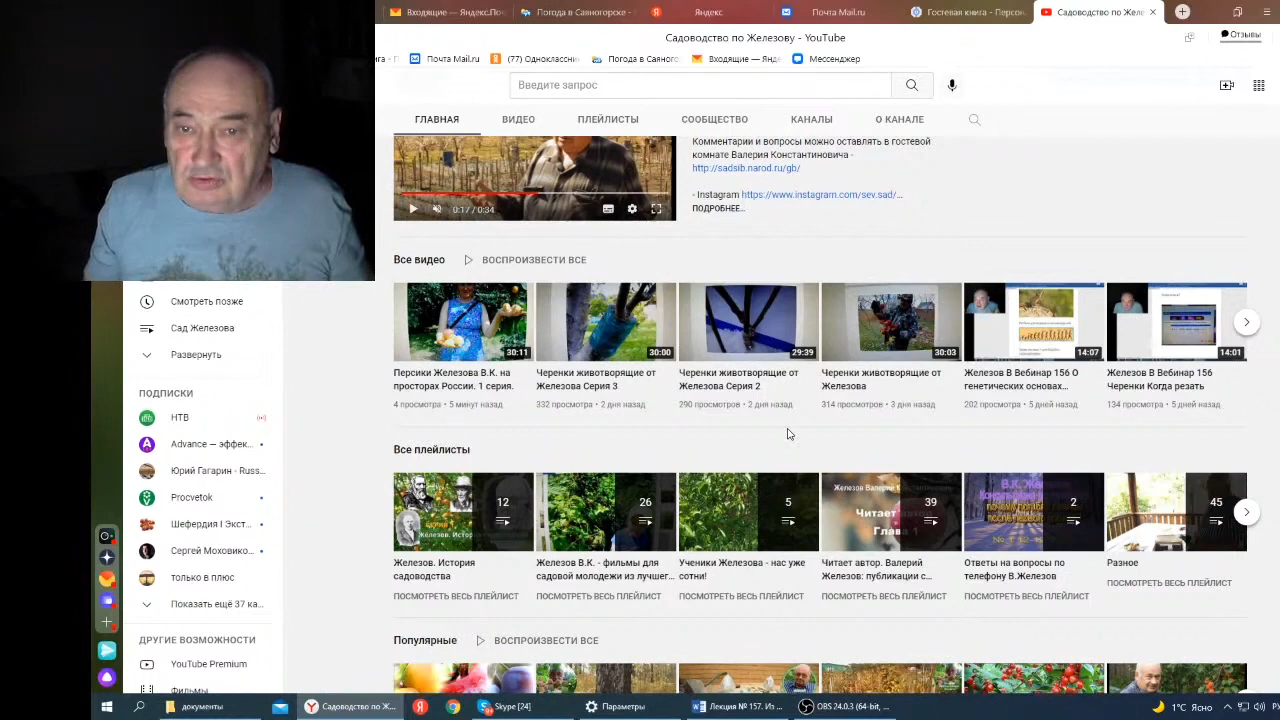 Входящие — Яндекс.Поч
Погода в Саяногорске -
Яндекс
Почта Mail.ru
Гостевая книга - Персон
Садоводство по Желе
Садоводство по Железову - YouTube
Отзывы
Почта Mail.ru
(77) Одноклассни
Погода в Саяного
Входящие — Янде
Мессенджер
Введите запрос
ГЛАВНАЯ
ВИДЕО
ПЛЕЙЛИСТЫ
СООБЩЕСТВО
КАНАЛЫ
О КАНАЛЕ
Комментарии и вопросы можно оставлять в гостевой
комнате Валерия Константиновича -
http://sadsib.narod.ru/gb/
- Instagram https://www.instagram.com/sev.sad/...
ПОДРОБНЕЕ...
0:17 / 0:34
Смотреть позже
Сад Железова
Развернуть
ПОДПИСКИ
НТВ
Advance — эффек...
Юрий Гагарин - Russ...
Procvetok
Шефердия I Экст...
Сергей Моховико...
только в плюс
Показать ещё 37 ка...
ДРУГИЕ ВОЗМОЖНОСТИ
YouTube Premium
Фильмы
Все видео
ВОСПРОИЗВЕСТИ ВСЕ
30:11
30:00
29:39
30:03
14:07
14:01
Персики Железова В.К. на
просторах России. 1 серия.
4 просмотра • 5 минут назад
Черенки животворящие от
Железова Серия 3
332 просмотра • 2 дня назад
Черенки животворящие от
Железова Серия 2
290 просмотров • 2 дня назад
Черенки животворящие от
Железова
314 просмотров • 3 дня назад
Железов В Вебинар 156 О
генетических основах...
202 просмотра • 5 дней назад
Железов В Вебинар 156
Черенки Когда резать
134 просмотра • 5 дней назад
Все плейлисты
12
26
5
39
2
45
Железов. История
садоводства
ПОСМОТРЕТЬ ВЕСЬ ПЛЕЙЛИСТ
Железов В.К. - фильмы для
садовой молодежи из лучшег...
ПОСМОТРЕТЬ ВЕСЬ ПЛЕЙЛИСТ
Ученики Железова - нас уже
сотни!
ПОСМОТРЕТЬ ВЕСЬ ПЛЕЙЛИСТ
Железов Валерий К
Читает
Глава 1
Читает автор. Валерий
Железов: публикации с...
ПОСМОТРЕТЬ ВЕСЬ ПЛЕЙЛИСТ
Ответы на вопросы по
телефону В.Железов
ПОСМОТРЕТЬ ВЕСЬ ПЛЕЙЛИСТ
Разное
ПОСМОТРЕТЬ ВЕСЬ ПЛЕЙЛИСТ
Популярные
ВОСПРОИЗВЕСТИ ВСЕ
документы
Садоводство по Ж...
Skype [24]
Параметры
Лекция № 157. Из ...
OBS 24.0.3 (64-bit, ...
1°C Ясно